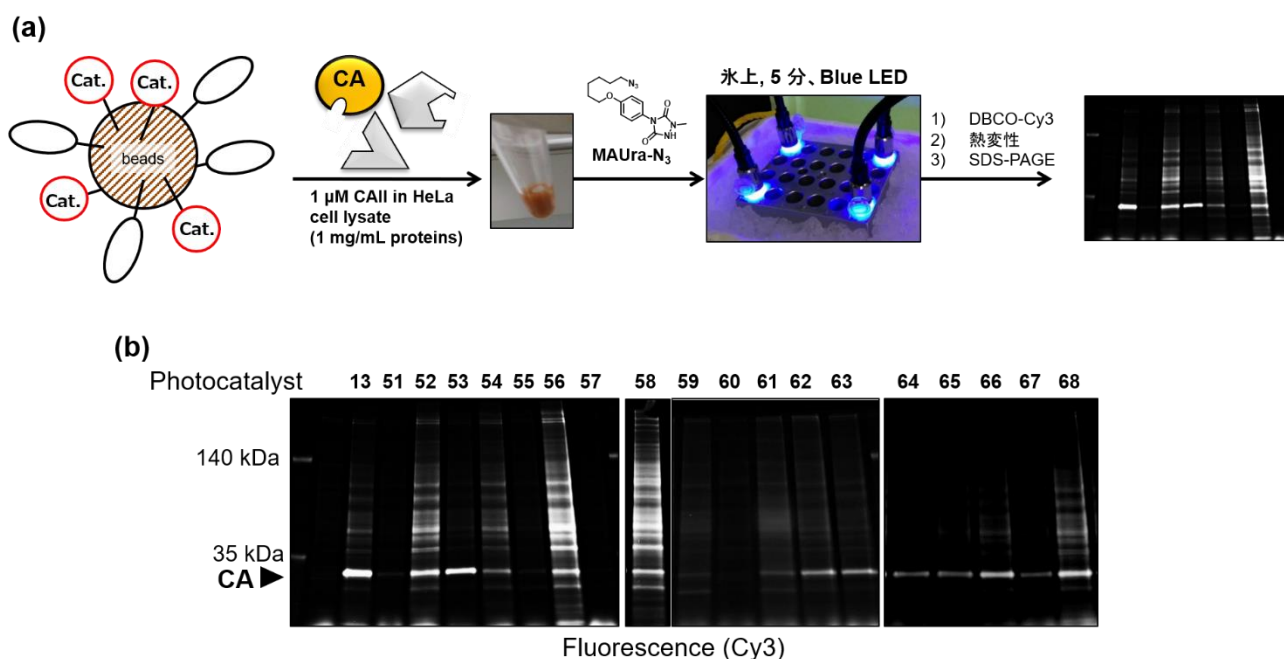 (a)
Cat.
Cat.
Cat.
Cat.
beads
CA
1 µM CAII in HeLa
cell lysate
(1 mg/mL proteins)
N₃
O
O
N
N
NH
O
MAUra-N₃
氷上, 5 分、Blue LED
1) DBCO-Cy3
2) 熱変性
3) SDS-PAGE
(b)
Photocatalyst 13 51 52 53 54 55 56 57 58 59 60 61 62 63 64 65 66 67 68
140 kDa
35 kDa
CA
Fluorescence (Cy3)